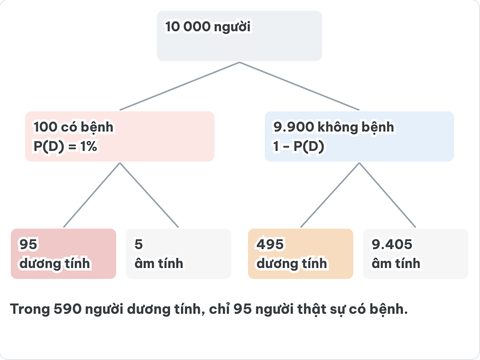 10 000 người
100 có bệnh
P(D) = 1%
9.900 không bệnh
1 – P(D)
95
dương tính
5
âm tính
495
dương tính
9.405
âm tính
Trong 590 người dương tính, chỉ 95 người thật sự có bệnh.